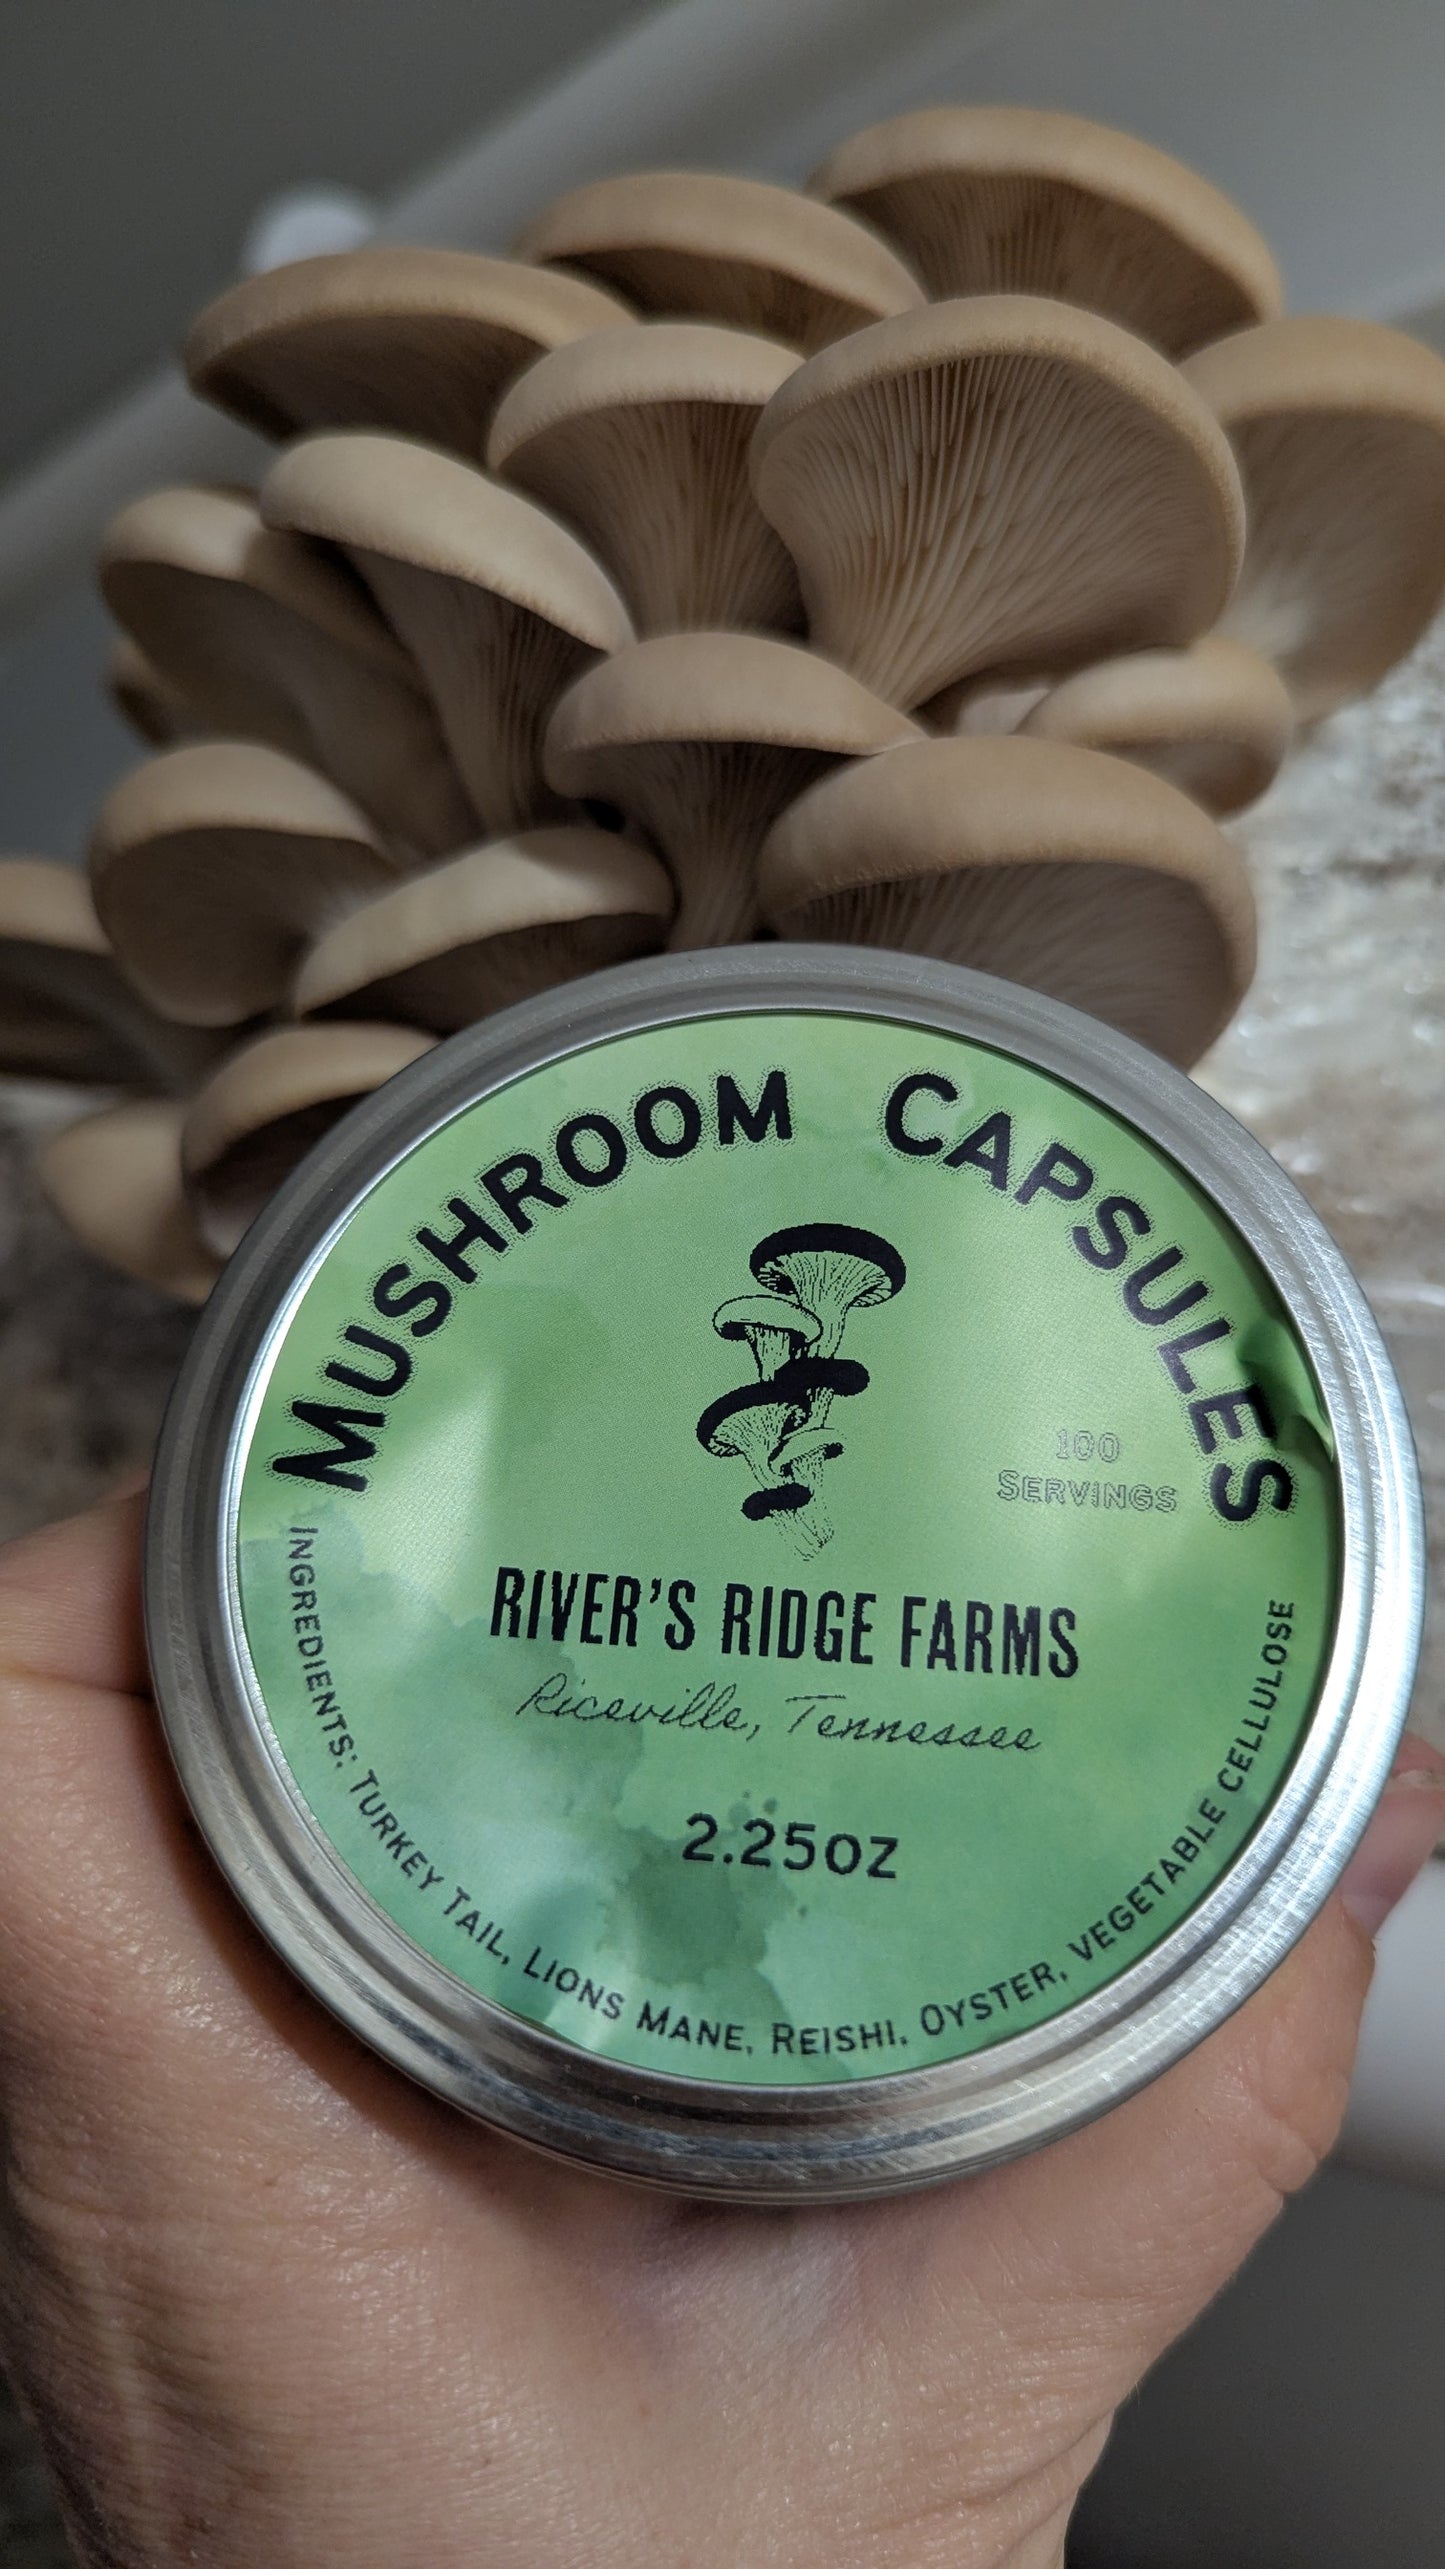 MUSHROOM CAPSULES
100
SERVINGS
RIVER'S RIDGE FARMS
Riceville, Tennessee
2.25OZ
INGREDIENTS: TURKEY TAIL, LIONS MANE, REISHI, OYSTER, VEGETABLE CELLULOSE